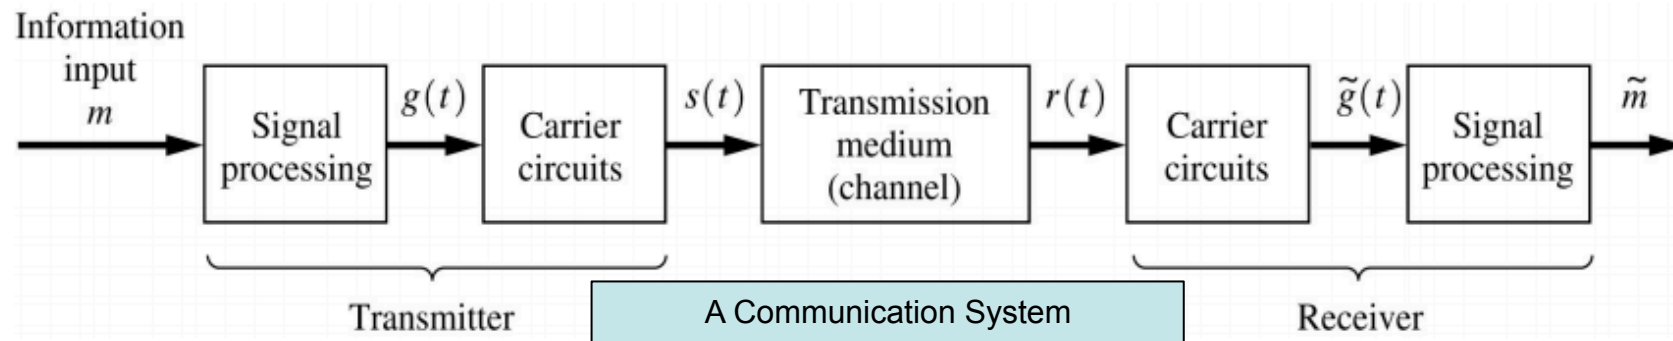 Information
input
m
Signal
processing
g(t)
Carrier
circuits
s(t)
Transmission
medium
(channel)
r(t)
Carrier
circuits
g̃(t)
Signal
processing
m̃
Transmitter
A Communication System
Receiver